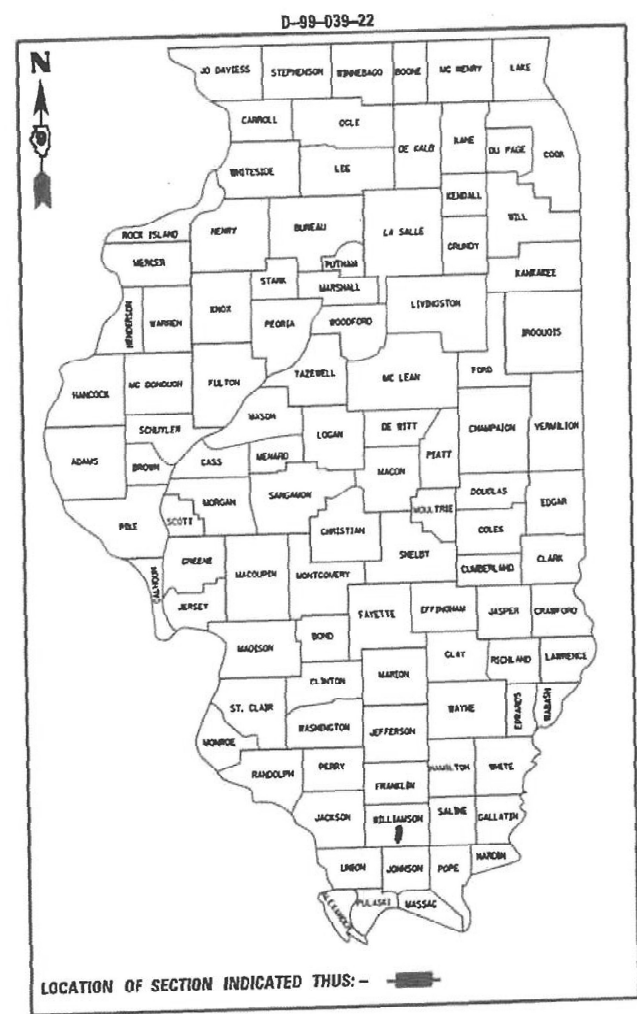 D-99-039-22
N
JO DAVIESS STEPHENSON WINNEBAGO BOONE MC HENRY LAKE
CARROLL OGLE DE KALB KANE DU PAGE COOK
WHITESIDE LEE KENDALL WILL
ROCK ISLAND HENRY BUREAU LA SALLE GRUNDY
MERCER STARK PUTNAM KANKAKEE
HENDERSON WARREN KNOX PEORIA MARSHALL LIVINGSTON
WOODFORD IROQUOIS
HANCOCK MC DONOUGH FULTON TAZEWELL MC LEAN FORD
SCHUYLER MASON LOGAN DE WITT CHAMPAIGN VERMILION
ADAMS BROWN CASS MENARD MACON PIATT
PIKE SCOTT MORGAN SANGAMON CHRISTIAN MOULTRIE DOUGLAS EDGAR
COLES
CALHOUN GREENE MACOUPIN MONTGOMERY SHELBY CUMBERLAND CLARK
JERSEY FAYETTE EFFINGHAM JASPER CRAWFORD
MADISON BOND CLAY RICHLAND LAWRENCE
CLINTON MARION
ST. CLAIR WASHINGTON WAYNE EDWARDS WABASH
MONROE JEFFERSON
RANDOLPH PERRY HAMILTON WHITE
FRANKLIN
JACKSON WILLIAMSON SALINE GALLATIN
UNION JOHNSON POPE HARDIN
ALEXANDER PULASKI MASSAC
LOCATION OF SECTION INDICATED THUS: -